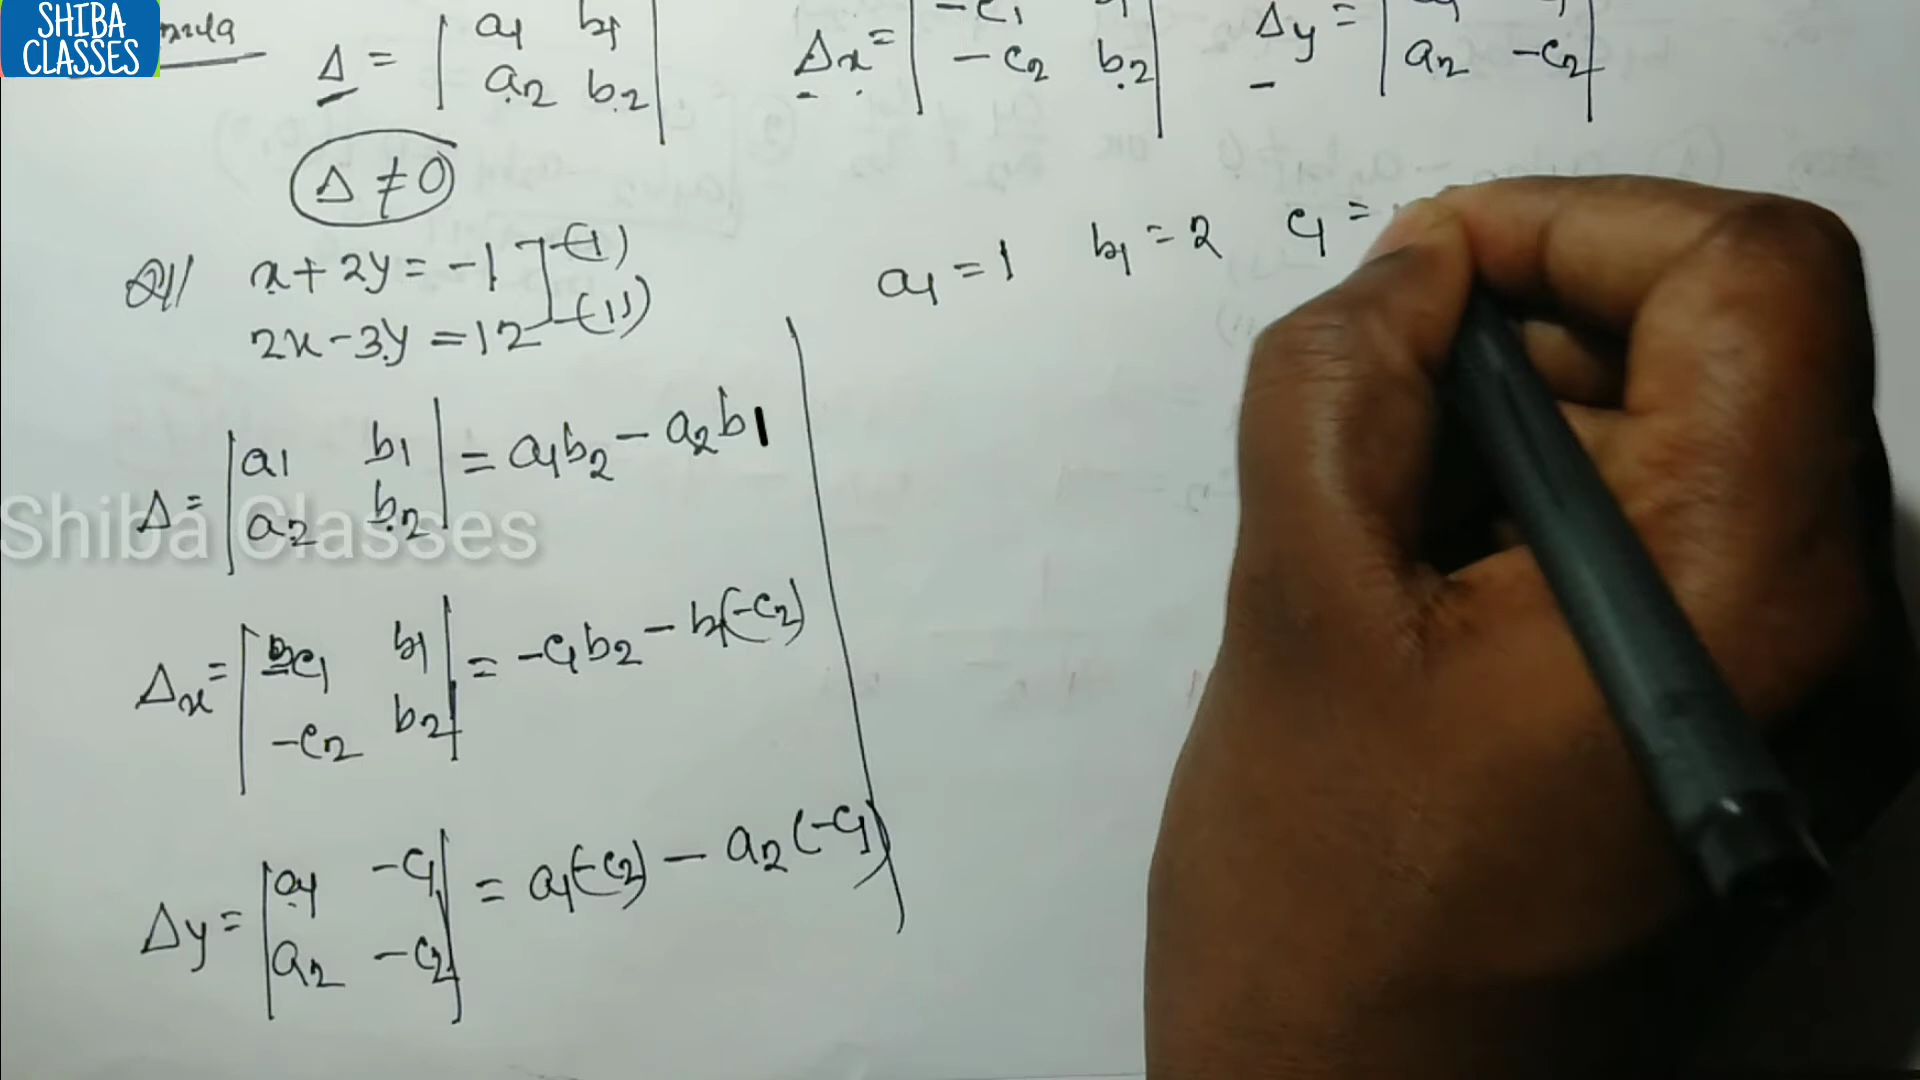 SHIBA
CLASSES
Δ = | a1 b1 |
| a2 b2 |
Δx = | -c1 b1 |
| -c2 b2 |
Δy = | a1 -c1 |
| a2 -c2 |
Δ ≠ 0
Q1// x + 2y = -1 ] -(i)
2x - 3y = 12 -(ii)
a1 = 1 b1 = 2 c1 =
Δ = | a1 b1 | = a1b2 - a2b1
| a2 b2 |
Shiba Classes
Δx = | -c1 b1 | = -c1b2 - b1(-c2)
| -c2 b2 |
Δy = | a1 -c1 | = a1(-c2) - a2(-c1)
| a2 -c2 |